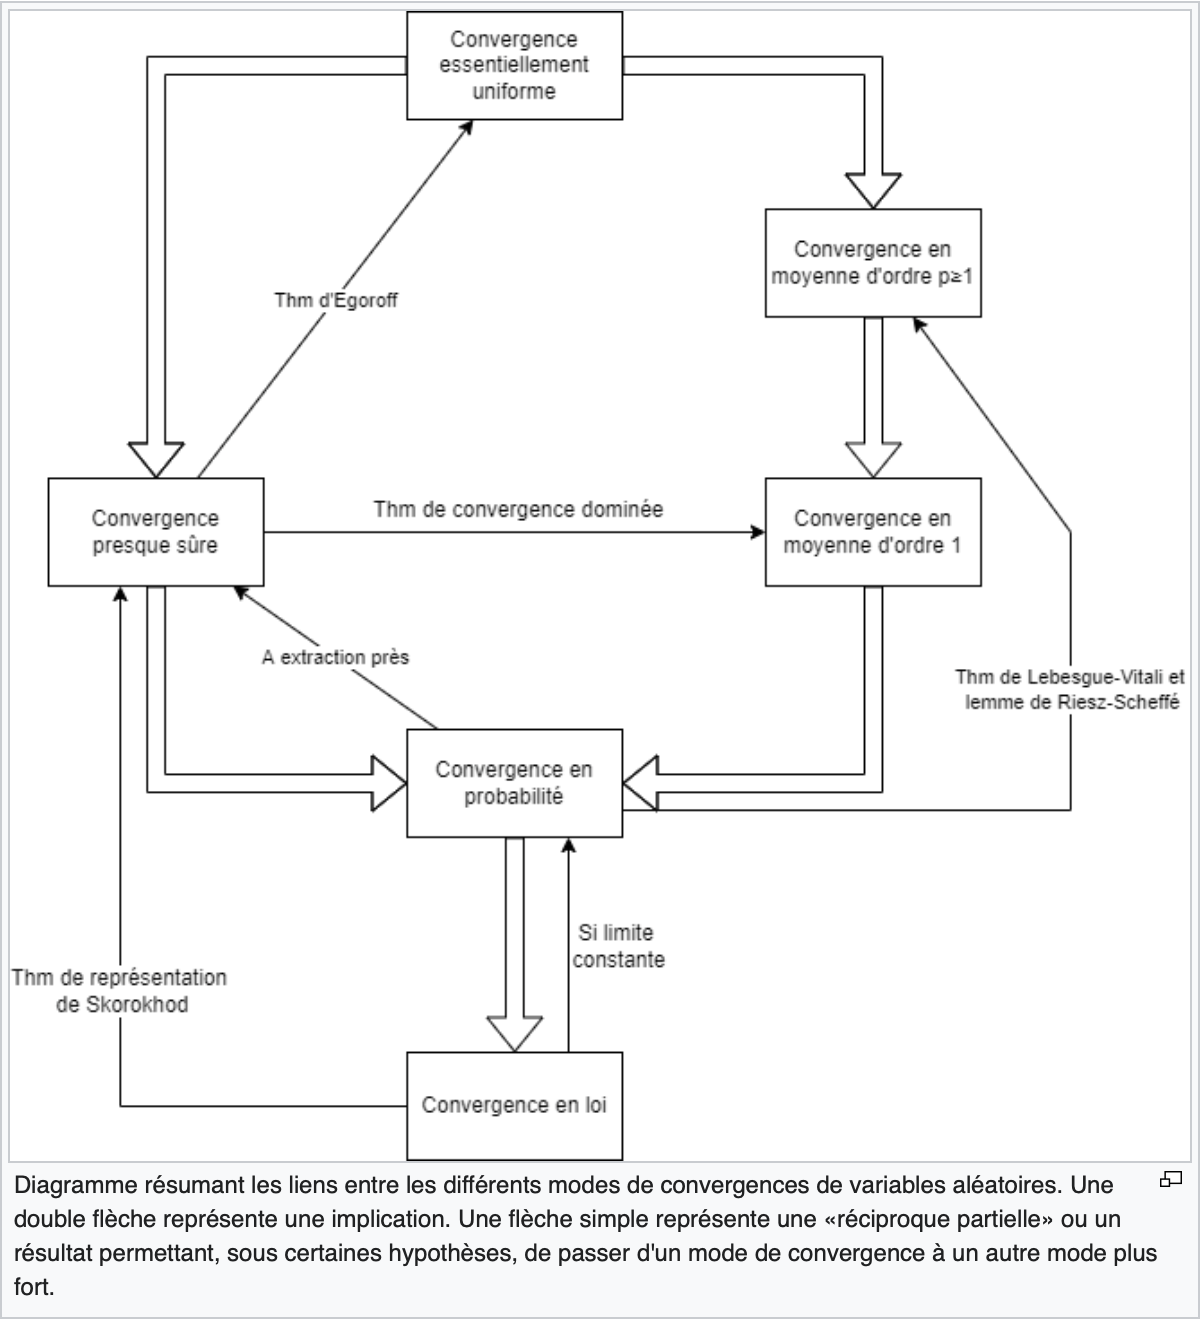 Convergence
essentiellement
uniforme
Convergence en
moyenne d'ordre p≥1
Thm d'Egoroff
Convergence
presque sûre
Thm de convergence dominée
Convergence en
moyenne d'ordre 1
A extraction près
Thm de Lebesgue-Vitali et
lemme de Riesz-Scheffé
Convergence en
probabilité
Si limite
constante
Thm de représentation
de Skorokhod
Convergence en loi
Diagramme résumant les liens entre les différents modes de convergences de variables aléatoires. Une
double flèche représente une implication. Une flèche simple représente une «réciproque partielle» ou un
résultat permettant, sous certaines hypothèses, de passer d'un mode de convergence à un autre mode plus
fort.